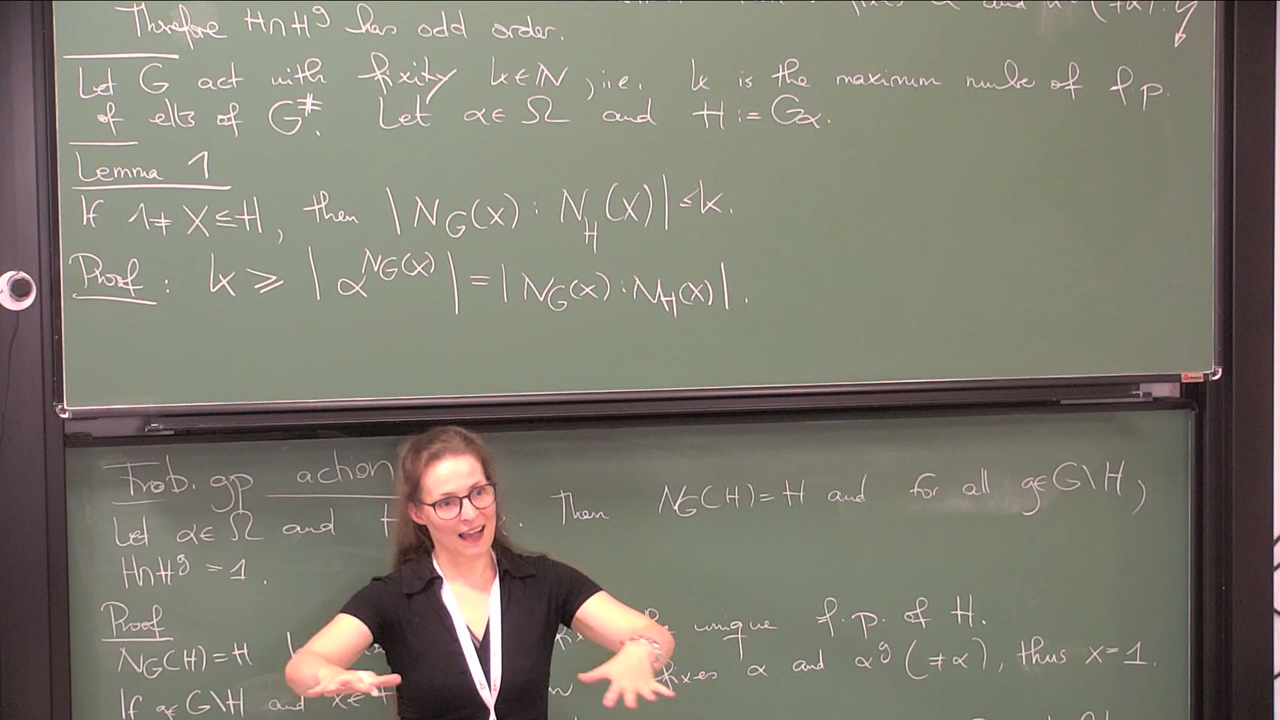 Therefore H∩H^g has odd order.
Let G act with fixity k∈ℕ, i.e. k is the maximum numbe of f.p.
of elts of G^#. Let α∈Ω and H:=G_α.
Lemma 1
If 1≠X≤H, then |N_G(X):N_H(X)|≤k.
Proof: k ≥ |α^{N_G(X)}| = |N_G(X):N_H(X)|.
Frob. gp action
Let α∈Ω and Then N_G(H)=H and for all g∈G\H,
H∩H^g = 1.
Proof
unique f.p. of H.
N_G(H)=H fixes α and α^g (≠α), thus x=1.
If g∈G\H and x∈